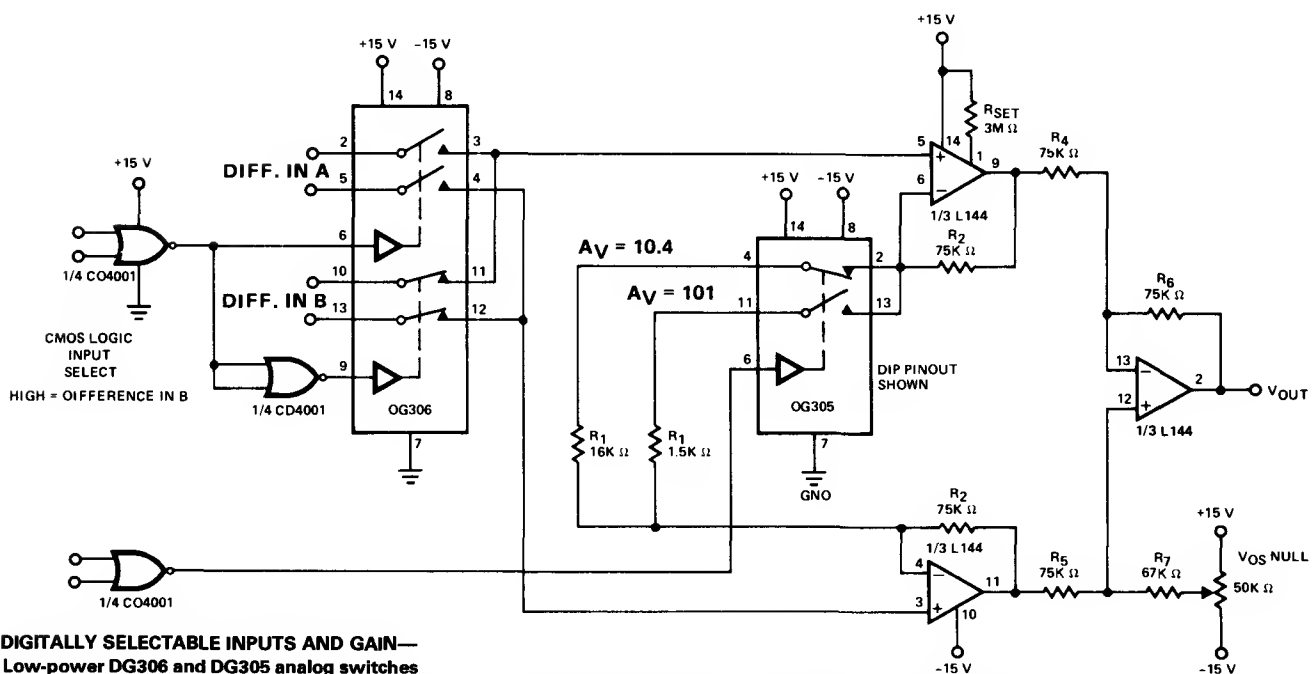 +15 V
-15 V
14
8
2
3
DIFF. IN A
5
4
6
10
11
DIFF. IN B
13
12
9
OG306
7
+15 V
1/4 CO4001
CMOS LOGIC
INPUT
SELECT
HIGH = DIFFERENCE IN B
1/4 CD4001
1/4 CO4001
AV = 10.4
AV = 101
+15 V
-15 V
14
8
4
2
11
13
6
DIP PINOUT
SHOWN
OG305
7
GNO
R1
16K Ω
R1
1.5K Ω
+15 V
RSET
3M Ω
5
14
1
+
9
6
−
1/3 L144
R2
75K Ω
R4
75K Ω
R6
75K Ω
13
−
2
12
+
1/3 L144
VOUT
R2
75K Ω
1/3 L144
4
−
11
3
+
10
-15 V
R5
75K Ω
R7
67K Ω
+15 V
VOS NULL
50K Ω
-15 V
DIGITALLY SELECTABLE INPUTS AND GAIN—
Low-power DG306 and DG305 analog switches